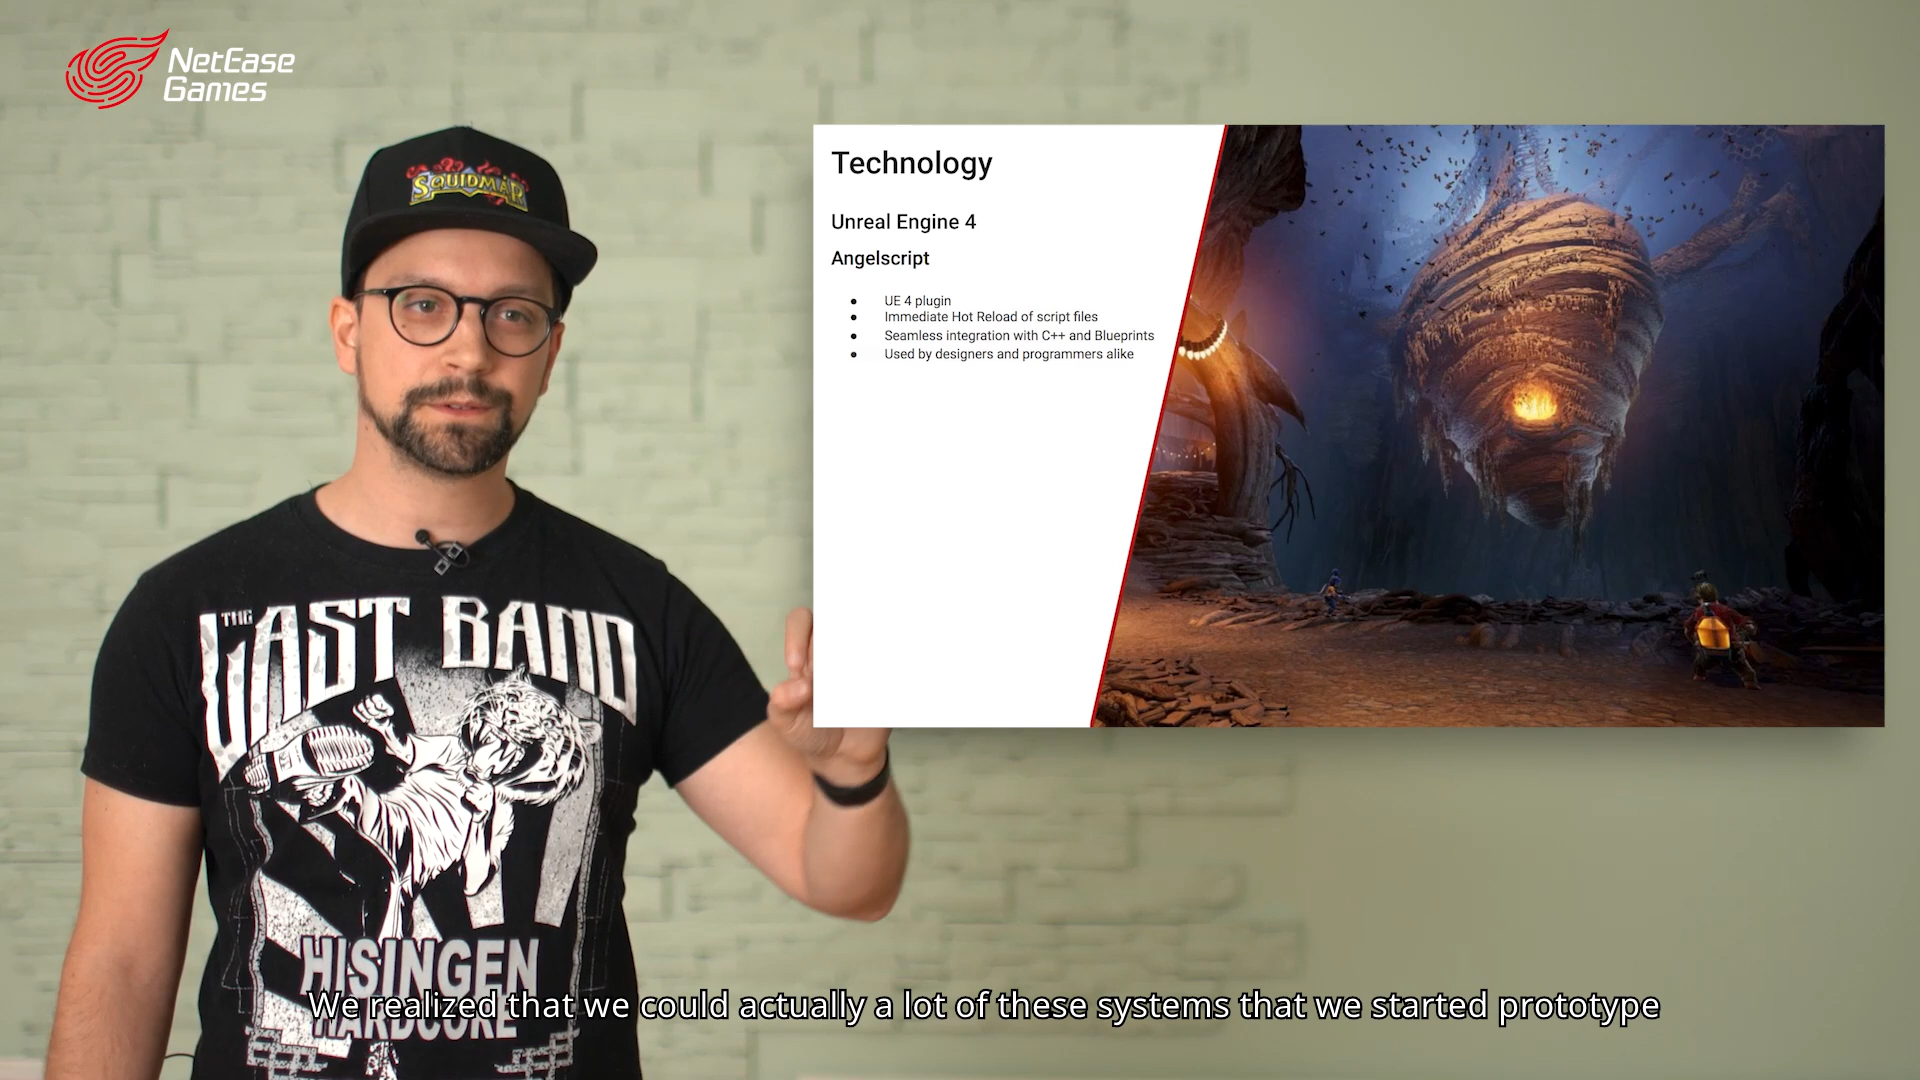 NetEase
Games
SQUIDMAR
Technology
Unreal Engine 4
Angelscript
● UE 4 plugin
● Immediate Hot Reload of script files
● Seamless integration with C++ and Blueprints
● Used by designers and programmers alike
THE
LAST BAND
HISINGEN
HARDCORE
We realized that we could actually a lot of these systems that we started prototype